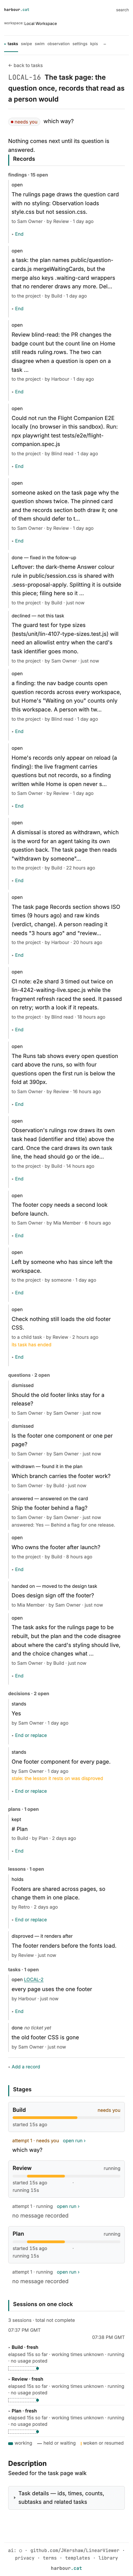 harbour.cat
search
workspace Local Workspace
tasks swipe swim observation settings kpis
← back to tasks
LOCAL-16 The task page: the
question once, records that read as
a person would
needs you which way?
Nothing comes next until its question is
answered.
Records
findings · 15 open
open
The rulings page draws the question card
with no styling: Observation loads
style.css but not session.css.
to Sam Owner · by Review · 1 day ago
› End
open
a task: the plan names public/question-
cards.js mergeWaitingCards, but the
merge also keys .waiting-card wrappers
that no renderer draws any more. Del...
to the project · by Build · 1 day ago
› End
open
Review blind-read: the PR changes the
badge count but the count line on Home
still reads ruling.rows. The two can
disagree when a question is open on a
task ...
to the project · by Harbour · 1 day ago
› End
open
Could not run the Flight Companion E2E
locally (no browser in this sandbox). Run:
npx playwright test tests/e2e/flight-
companion.spec.js
to the project · by Blind read · 1 day ago
› End
open
someone asked on the task page why the
question shows twice. The pinned card
and the records section both draw it; one
of them should defer to t...
to Sam Owner · by Review · 1 day ago
› End
done — fixed in the follow-up
Leftover: the dark-theme Answer colour
rule in public/session.css is shared with
.sess-proposal-apply. Splitting it is outside
this piece; filing here so it ...
to the project · by Build · just now
declined — not this task
The guard test for type sizes
(tests/unit/lin-4107-type-sizes.test.js) will
need an allowlist entry when the card's
task identifier goes mono.
to the project · by Sam Owner · just now
open
a finding: the nav badge counts open
question records across every workspace,
but Home's "Waiting on you" counts only
this workspace. A person with tw...
to the project · by Blind read · 1 day ago
› End
open
Home's records only appear on reload (a
finding): the live fragment carries
questions but not records, so a finding
written while Home is open never s...
to the project · by Harbour · 1 day ago
› End
open
A dismissal is stored as withdrawn, which
is the word for an agent taking its own
question back. The task page then reads
"withdrawn by someone"...
to the project · by Build · 22 hours ago
› End
open
The task page Records section shows ISO
times (9 hours ago) and raw kinds
(verdict, change). A person reading it
needs "3 hours ago" and "review...
to the project · by Harbour · 20 hours ago
› End
open
CI note: e2e shard 3 timed out twice on
lin-4242-waiting-live.spec.js while the
fragment refresh hammered the seed. It passed
on retry; worth a look if it repeats.
to the project · by Blind read · 18 hours ago
› End
open
The Runs tab shows every open question
card above the runs, so with four
questions open the first run is below the
fold at 390px.
to Sam Owner · by Review · 16 hours ago
› End
open
Observation's rulings row draws its own
task head (identifier and title) above the
card. Once the card draws its own task
line, the head should go or the ide...
to the project · by Build · 14 hours ago
› End
open
The footer copy needs a second look
before launch.
to Sam Owner · by Mia Member · 6 hours ago
› End
open
Left by someone who has since left the
workspace.
to the project · by someone · 1 day ago
› End
open
Check nothing still loads the old footer
CSS.
to a child task · by Review · 2 hours ago
its task has ended
› End
questions · 2 open
dismissed
Should the old footer links stay for a
release?
to Sam Owner · by Sam Owner · just now
dismissed
Is the footer one component or one per
page?
to Sam Owner · by Sam Owner · just now
withdrawn — found it in the plan
Which branch carries the footer work?
to Sam Owner · by Build · just now
answered — answered on the card
Ship the footer behind a flag?
to Sam Owner · by Sam Owner · just now
answered: Yes — Behind a flag for one release.
open
Who owns the footer after launch?
to the project · by Build · 8 hours ago
› End
handed on — moved to the design task
Does design sign off the footer?
to Mia Member · by Sam Owner · just now
open
The task asks for the rulings page to be
rebuilt, but the plan and the code disagree
about where the card's styling should live,
and the choice changes what ...
to Sam Owner · by Build · just now
decisions · 2 open
stands
Yes
by Sam Owner · 1 day ago
› End or replace
stands
One footer component for every page.
by Sam Owner · 1 day ago
stale: the lesson it rests on was disproved
› End or replace
plans · 1 open
kept
# Plan
to Build · by Plan · 2 days ago
› End
lessons · 1 open
holds
Footers are shared across pages, so
change them in one place.
by Retro · 2 days ago
› End or replace
disproved — it renders after
The footer renders before the fonts load.
by Review · just now
tasks · 1 open
open LOCAL-2
every page uses the one footer
by Harbour · just now
› End
done no ticket yet
the old footer CSS is gone
by Sam Owner · just now
› Add a record
Stages
Build needs you
started 15s ago
attempt 1 · needs you open run ›
which way?
Review running
started 15s ago
running 15s
attempt 1 · running open run ›
no message recorded
Plan running
started 15s ago
running 15s
attempt 1 · running open run ›
no message recorded
Sessions on one clock
3 sessions · total not complete
07:37 PM GMT
07:38 PM GMT
› Build · fresh
elapsed 15s so far · working times unknown · running
· no usage posted
› Review · fresh
elapsed 15s so far · working times unknown · running
· no usage posted
› Plan · fresh
elapsed 15s so far · working times unknown · running
· no usage posted
working held or waiting woken or resumed
Description
Seeded for the task page walk
Task details — ids, times, counts,
subtasks and related tasks
github.com/JKershaw/LinearViewer ·
privacy · terms · templates · library
harbour.cat